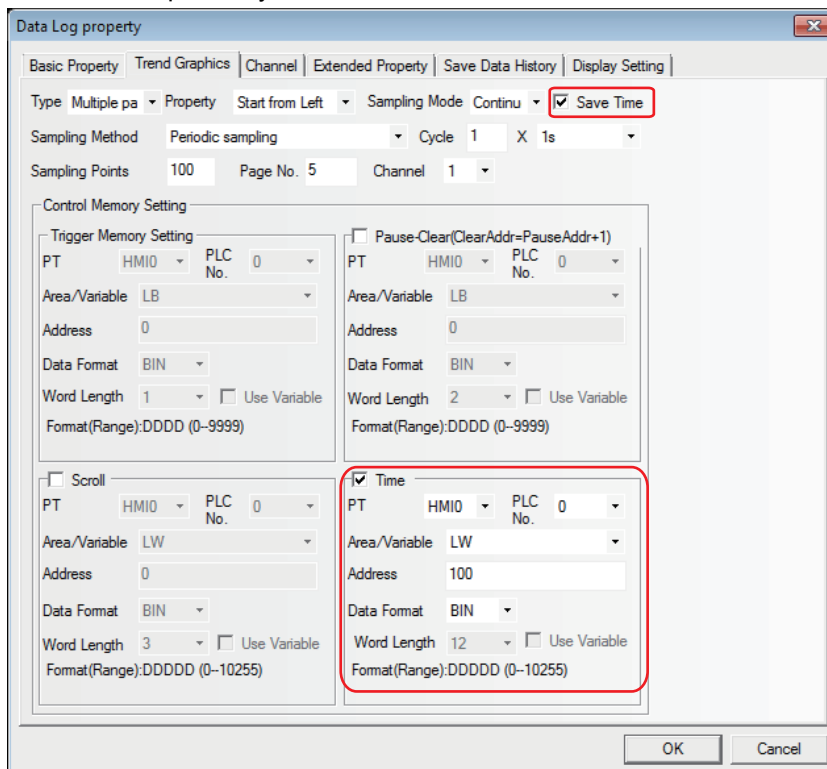 Data Log property
Basic Property Trend Graphics Channel Extended Property Save Data History Display Setting
Type Multiple pa Property Start from Left Sampling Mode Continu Save Time
Sampling Method Periodic sampling Cycle 1 X 1s
Sampling Points 100 Page No. 5 Channel 1
Control Memory Setting
Trigger Memory Setting
PT HMI0 PLC No. 0
Area/Variable LB
Address 0
Data Format BIN
Word Length 1 Use Variable
Format(Range):DDDD (0--9999)
Pause-Clear(ClearAddr=PauseAddr+1)
PT HMI0 PLC No. 0
Area/Variable LB
Address 0
Data Format BIN
Word Length 2 Use Variable
Format(Range):DDDD (0--9999)
Scroll
PT HMI0 PLC No. 0
Area/Variable LW
Address 0
Data Format BIN
Word Length 3 Use Variable
Format(Range):DDDDD (0--10255)
Time
PT HMI0 PLC No. 0
Area/Variable LW
Address 100
Data Format BIN
Word Length 12 Use Variable
Format(Range):DDDDD (0--10255)
OK Cancel